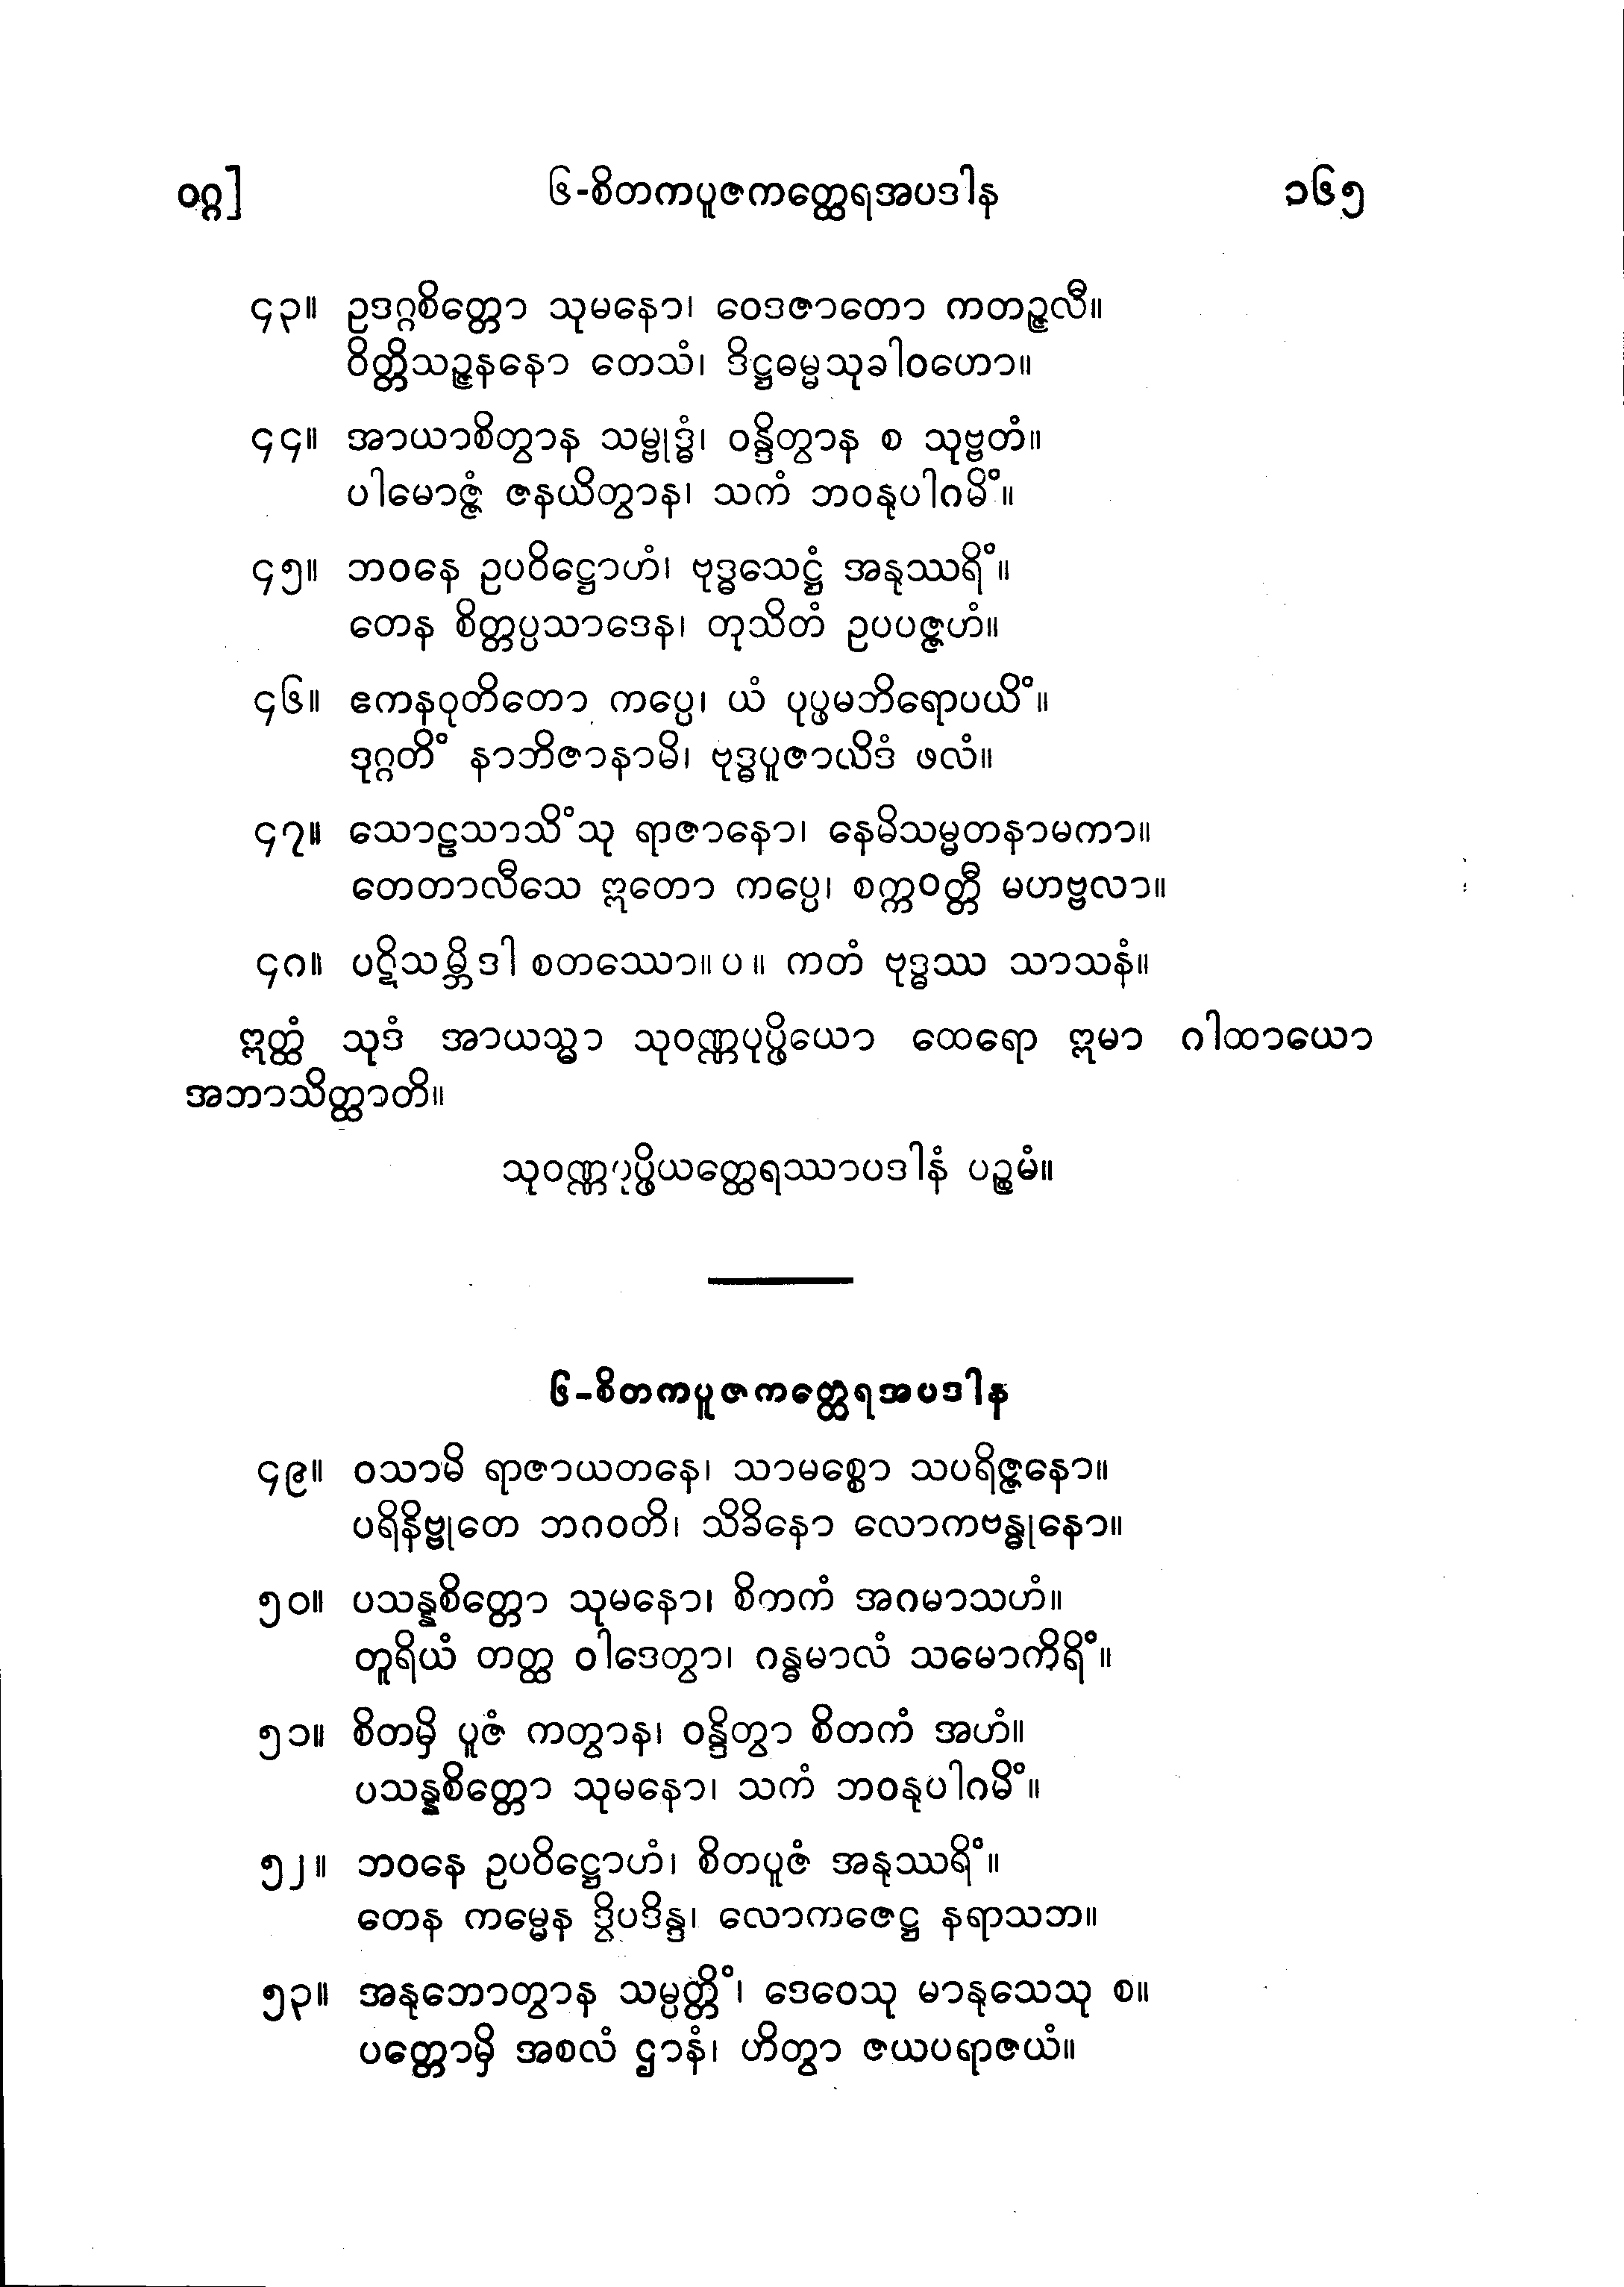 ဝဂ္ဂ] ၆-စိတကပူဇကတ္ထေရအပဒါန ၁၆၅
၄၃။ ဥဒဂ္ဂစိတ္တော သုမနော၊ ဝေဒဇာတော ကတဉ္ဇလီ။
ဝိတ္တိသဉ္ဇနနော တေသံ၊ ဒိဋ္ဌဓမ္မသုခါဝဟော။
၄၄။ အာယာစိတွာန သမ္ဗုဒ္ဓံ၊ ဝန္ဒိတွာန စ သုဗ္ဗတံ။
ပါမောဇ္ဇံ ဇနယိတွာန၊ သကံ ဘဝနုပါဂမိံ။
၄၅။ ဘဝနေ ဥပဝိဋ္ဌောဟံ၊ ဗုဒ္ဓသေဋ္ဌံ အနုဿရိံ။
တေန စိတ္တပ္ပသာဒေန၊ တုသိတံ ဥပပဇ္ဇဟံ။
၄၆။ ဧကနဝုတိတော ကပ္ပေ၊ ယံ ပုပ္ဖမဘိရောပယိံ။
ဒုဂ္ဂတိံ နာဘိဇာနာမိ၊ ဗုဒ္ဓပူဇာယိဒံ ဖလံ။
၄၇။ သောဠသာသိံသု ရာဇာနော၊ နေမိသမ္မတနာမကာ။
တေတာလီသေ ဣတော ကပ္ပေ၊ စက္ကဝတ္တီ မဟဗ္ဗလာ။
၄၈။ ပဋိသမ္ဘိဒါ စတဿော။ပ။ ကတံ ဗုဒ္ဓဿ သာသနံ။
ဣတ္ထံ သုဒံ အာယသ္မာ သုဝဏ္ဏပုပ္ဖိယော ထေရော ဣမာ ဂါထာယော
အဘာသိတ္ထာတိ။
သုဝဏ္ဏပုပ္ဖိယတ္ထေရဿာပဒါနံ ပဉ္စမံ။
၆-စိတကပူဇကတ္ထေရအပဒါန
၄၉။ ဝသာမိ ရာဇာယတနေ၊ သာမစ္စော သပရိဇ္ဇနော။
ပရိနိဗ္ဗုတေ ဘဂဝတိ၊ သိခိနော လောကဗန္ဓုနော။
၅၀။ ပသန္နစိတ္တော သုမနော၊ စိတကံ အဂမာသဟံ။
တူရိယံ တတ္ထ ဝါဒေတွာ၊ ဂန္ဓမာလံ သမောကိရိံ။
၅၁။ စိတမှိ ပူဇံ ကတွာန၊ ဝန္ဒိတွာ စိတကံ အဟံ။
ပသန္နစိတ္တော သုမနော၊ သကံ ဘဝနုပါဂမိံ။
၅၂။ ဘဝနေ ဥပဝိဋ္ဌောဟံ၊ စိတပူဇံ အနုဿရိံ။
တေန ကမ္မေန ဒွိပဒိန္ဒ၊ လောကဇေဋ္ဌ နရာသဘ။
၅၃။ အနုဘောတွာန သမ္ပတ္တိံ၊ ဒေဝေသု မာနုသေသု စ။
ပတ္တောမှိ အစလံ ဌာနံ၊ ဟိတွာ ဇယပရာဇယံ။